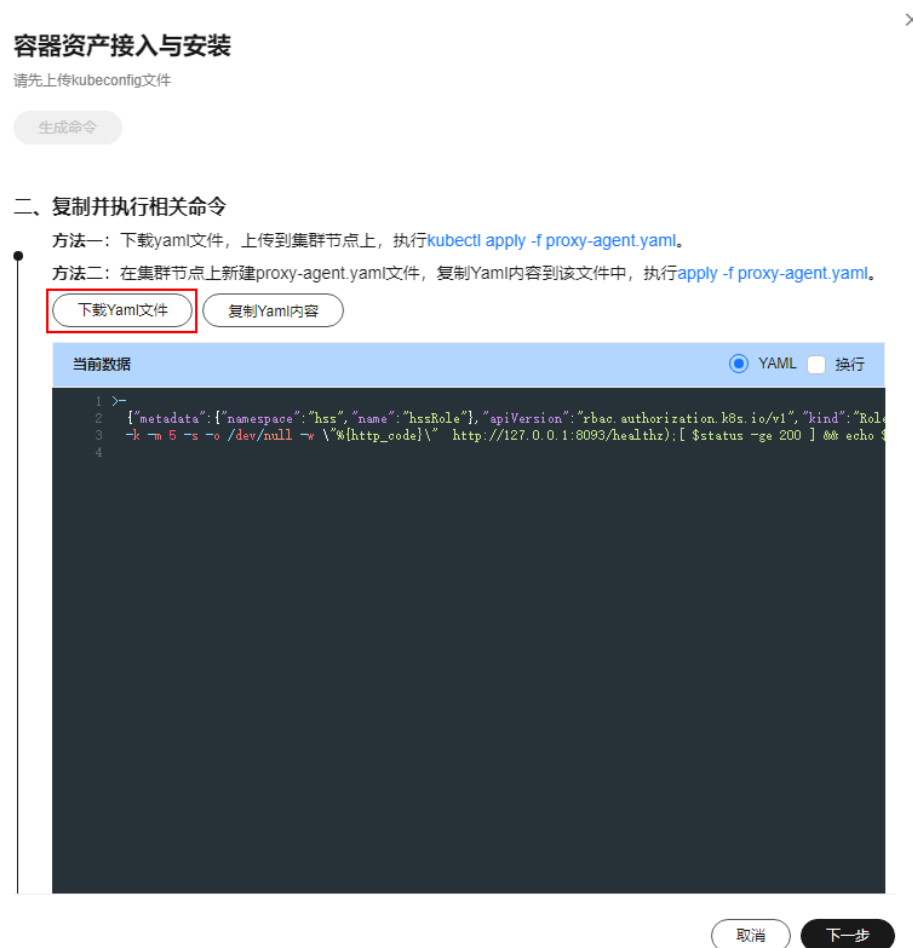 容器资产接入与安装
请先上传kubeconfig文件
生成命令
二、复制并执行相关命令
方法一：下载yaml文件，上传到集群节点上，执行kubectl apply -f proxy-agent.yaml。
方法二：在集群节点上新建proxy-agent.yaml文件，复制Yaml内容到该文件中，执行apply -f proxy-agent.yaml。
下载Yaml文件 复制Yaml内容
当前数据 YAML 换行
1 >-
2 {"metadata":{"namespace":"hss","name":"hssRole"},"apiVersion":"rbac.authorization.k8s.io/v1","kind":"Role
3 -k -m 5 -s -o /dev/null -w \"%{http_code}\" http://127.0.0.1:8093/healthz);[ $status -ge 200 ] && echo $
4
取消 下一步